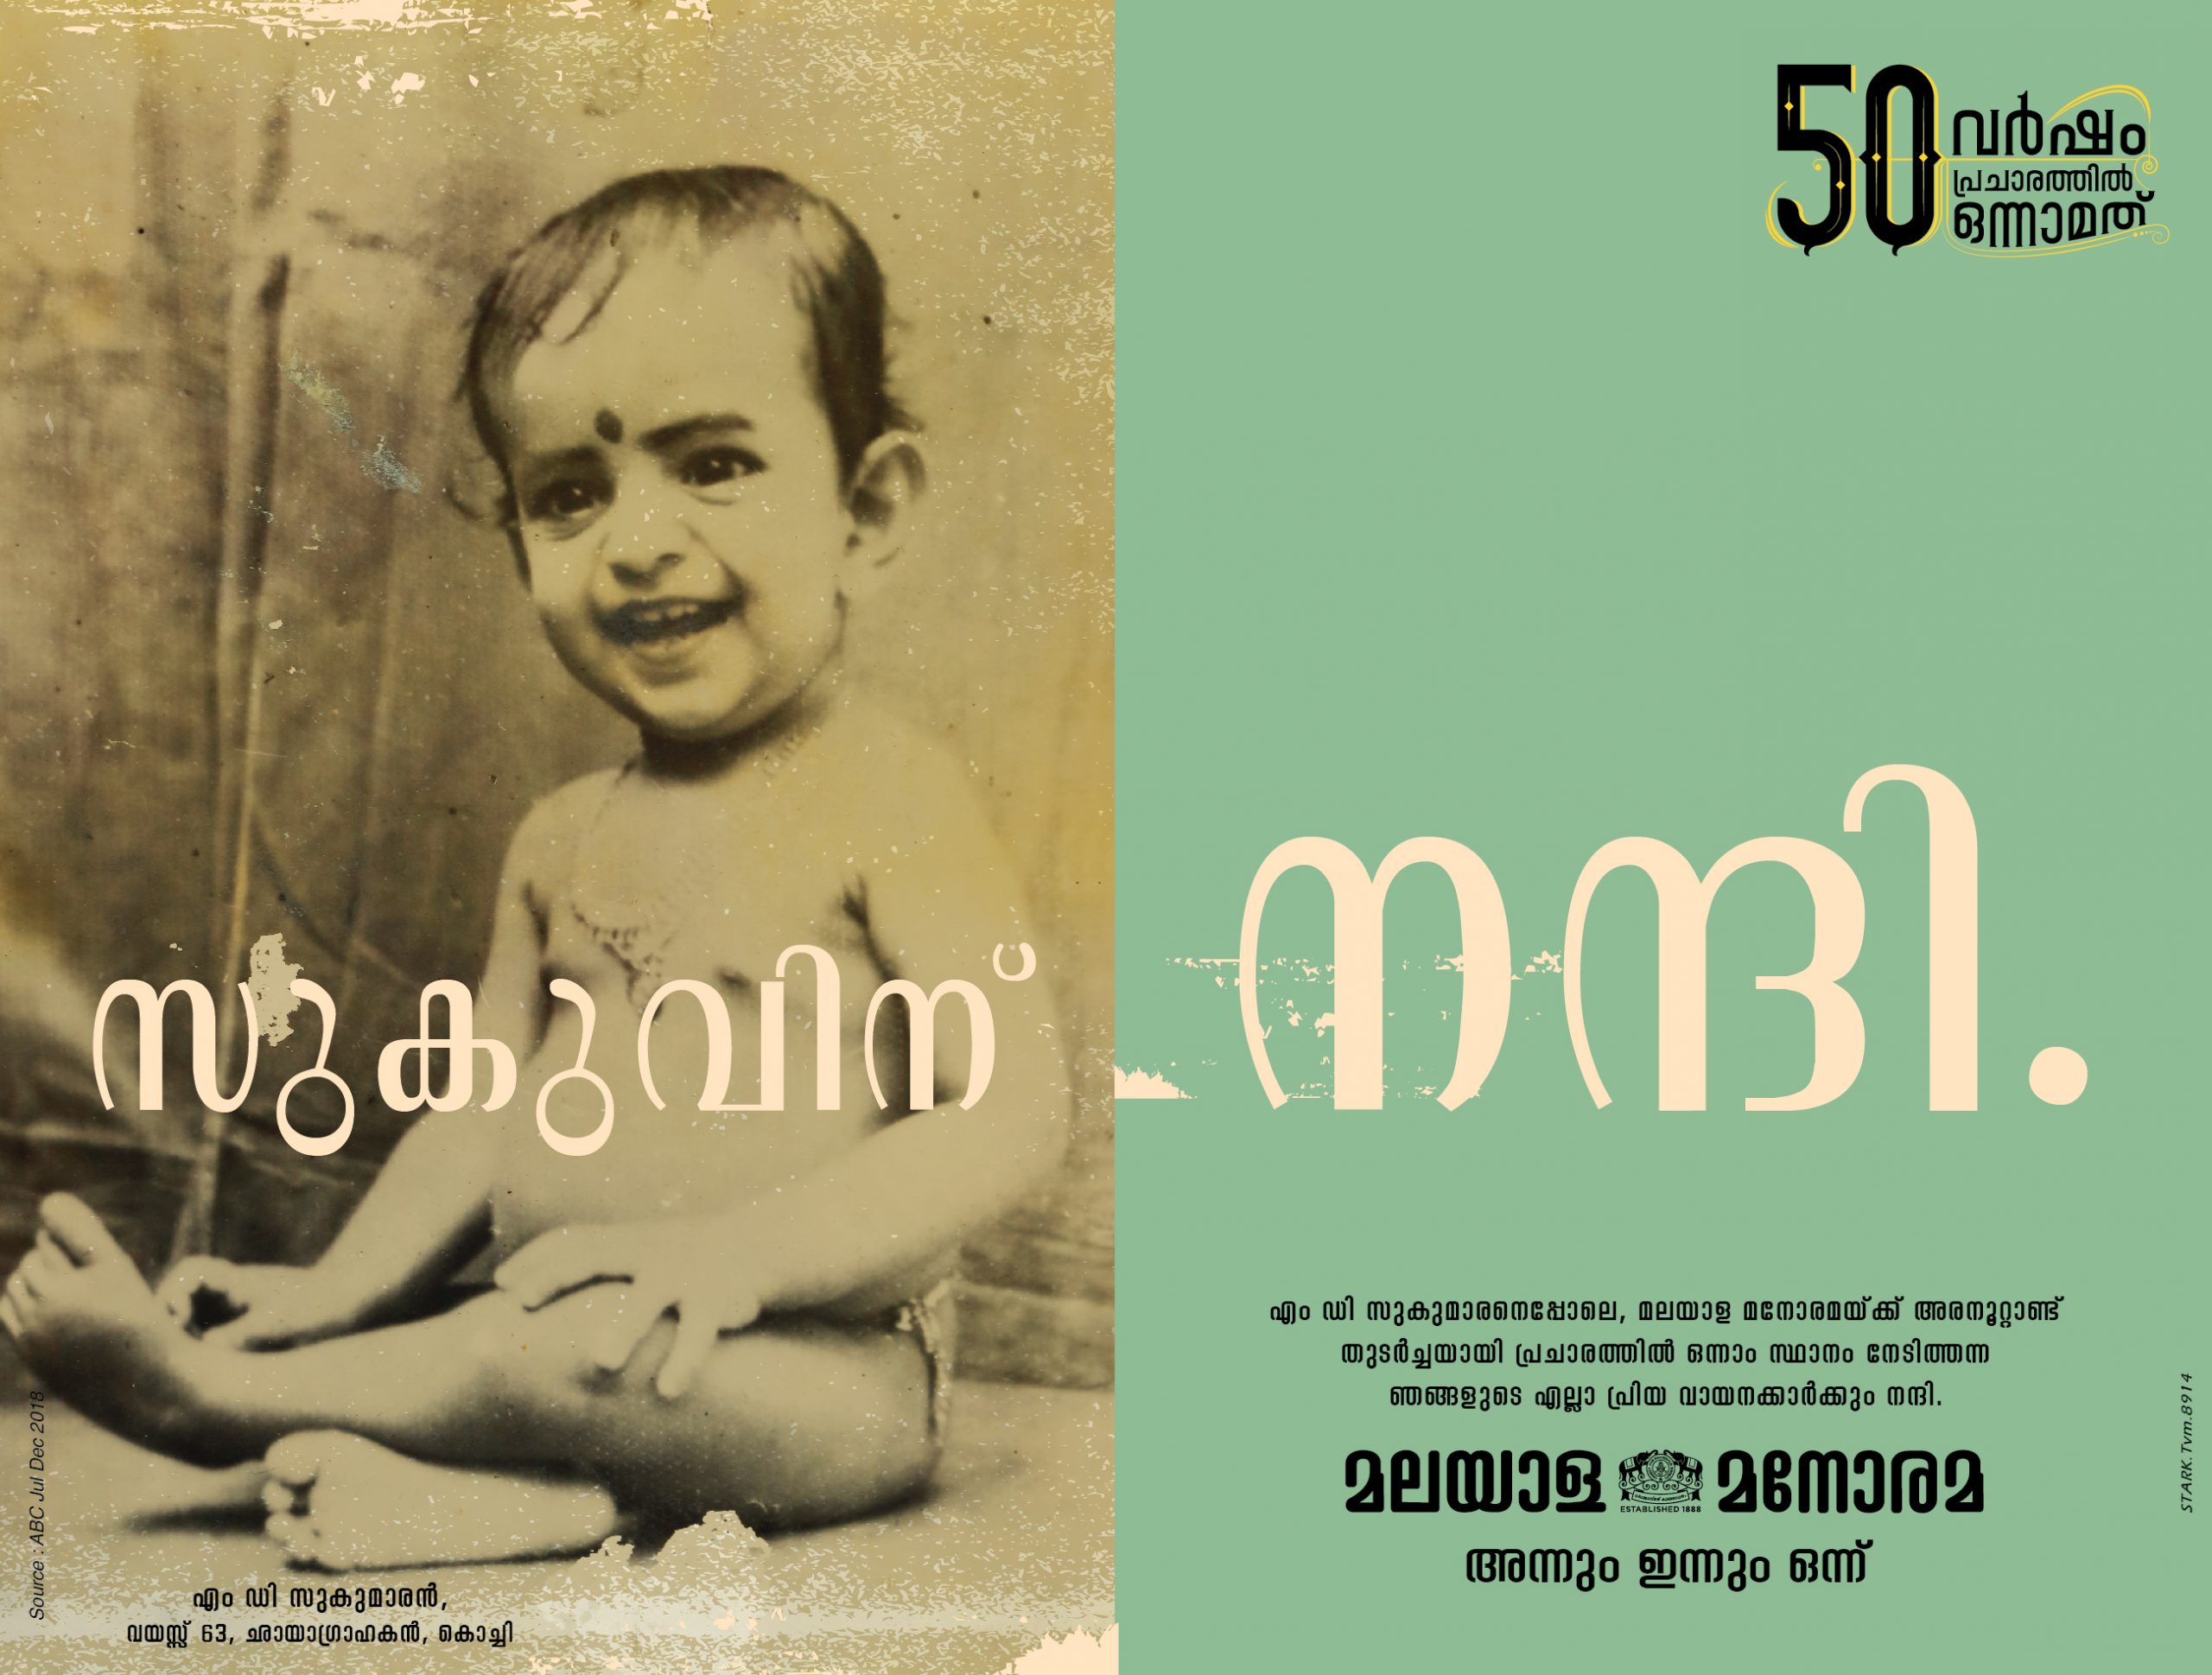 50 വർഷം
പ്രചാരത്തിൽ
ഒന്നാമത്
സുകുവിന് നന്ദി.
എം ഡി സുകുമാരനെപ്പോലെ, മലയാള മനോരമയ്ക്ക് അരനൂറ്റാണ്ട്
തുടർച്ചയായി പ്രചാരത്തിൽ ഒന്നാം സ്ഥാനം നേടിത്തന്ന
ഞങ്ങളുടെ എല്ലാ പ്രിയ വായനക്കാർക്കും നന്ദി.
മലയാള മനോരമ
ESTABLISHED 1888
അന്നും ഇന്നും ഒന്ന്
എം ഡി സുകുമാരൻ,
വയസ്സ് 63, ഛായാഗ്രാഹകൻ, കൊച്ചി
Source : ABC Jul Dec 2018
STARK.Tvm.8914